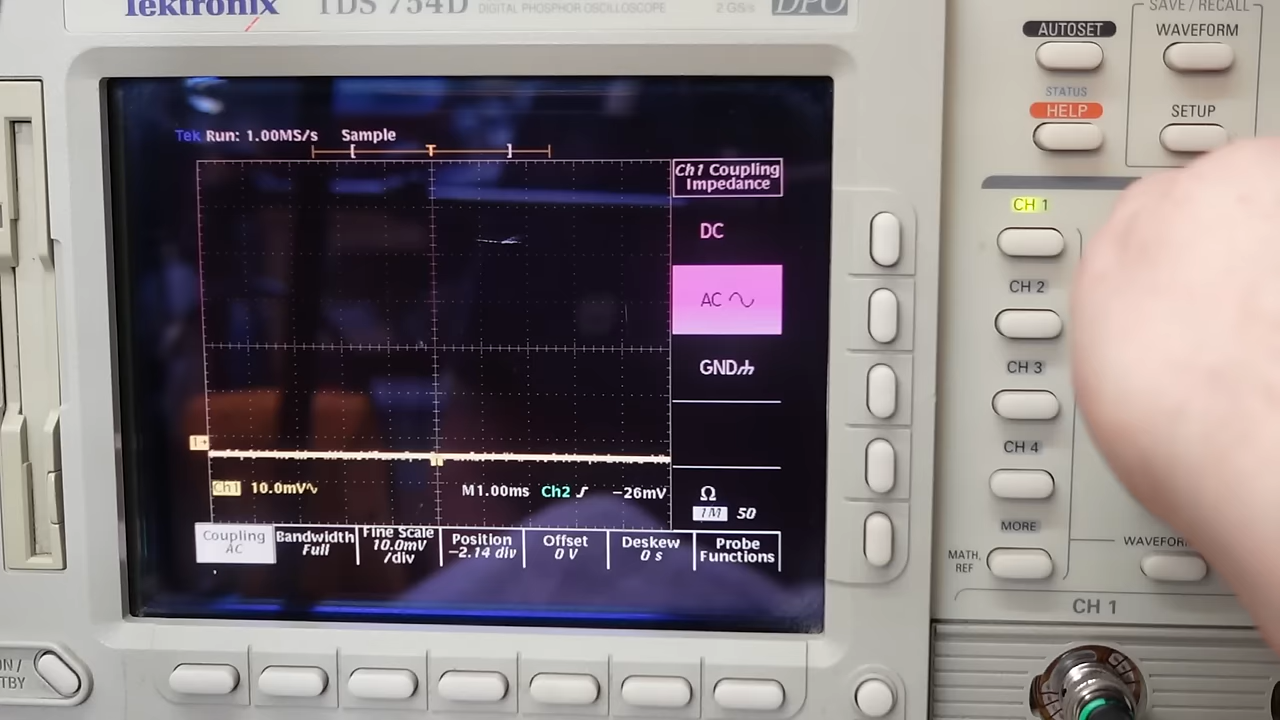 Tektronix TDS 754D DIGITAL PHOSPHOR OSCILLOSCOPE 2 GS/s DPO
SAVE / RECALL
AUTOSET
WAVEFORM
STATUS
HELP
SETUP
Tek Run: 1.00MS/s Sample
[ T ]
Ch1 Coupling
Impedance
DC
AC
GND
Ω
1M 50
1
Ch1 10.0mV
M1.00ms Ch2 -26mV
Coupling
AC
Bandwidth
Full
Fine Scale
10.0mV
/div
Position
-2.14 div
Offset
0 V
Deskew
0 s
Probe
Functions
CH 1
CH 2
CH 3
CH 4
MORE
MATH,
REF
CH 1